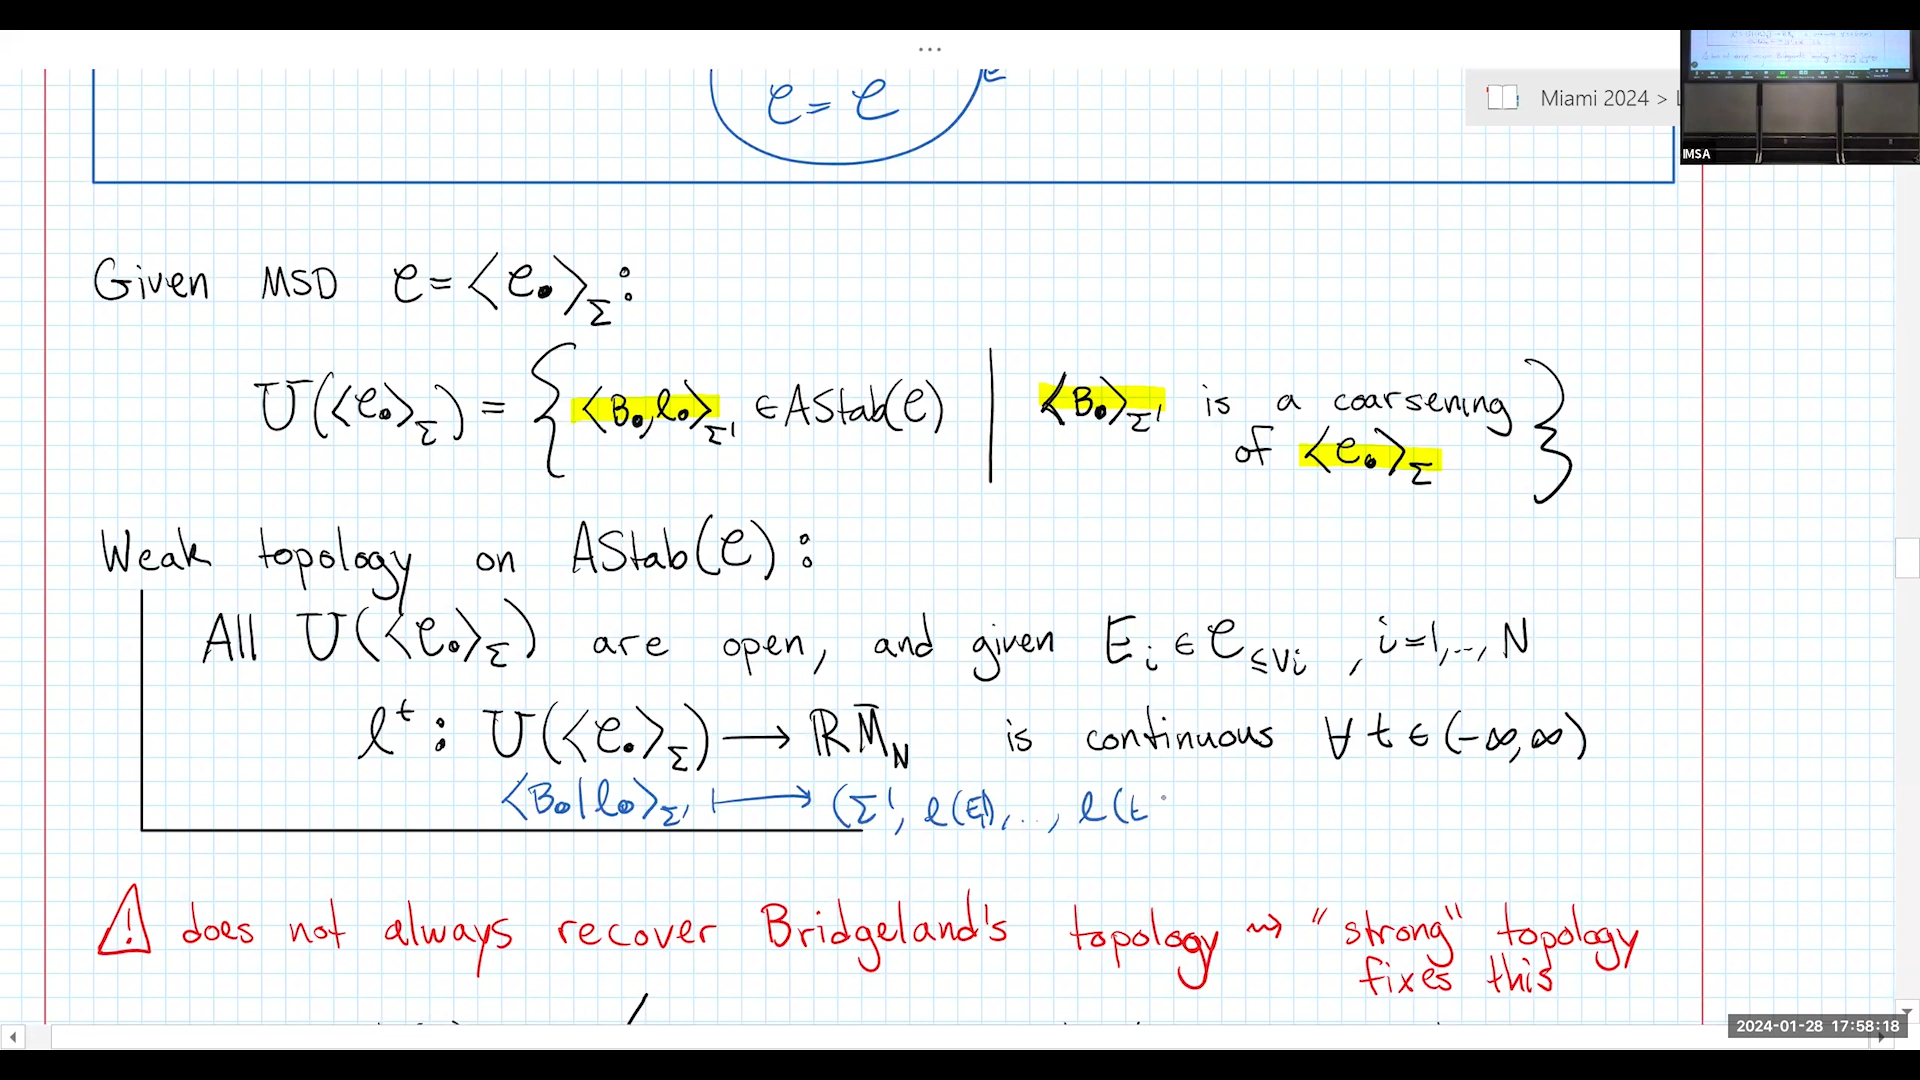 ...
𝒞 = 𝒞
Miami 2024 >
IMSA
Given MSD 𝒞 = ⟨𝒞•⟩_Σ :
U(⟨𝒞•⟩_Σ) = { ⟨B•, ℓ•⟩_Σ' ∈ AStab(𝒞) | ⟨B•⟩_Σ' is a coarsening
of ⟨𝒞•⟩_Σ }
Weak topology on AStab(𝒞) :
All U(⟨𝒞•⟩_Σ) are open, and given E_i ∈ 𝒞_≤v_i , i=1,..., N
ℓ^t : U(⟨𝒞•⟩_Σ) ⟶ ℝM̄_N is continuous ∀ t ∈ (-∞,∞)
⟨B•|ℓ•⟩_Σ' ⟼ (Σ', ℓ(E_1),..., ℓ(E
⚠ does not always recover Bridgeland's topology ⇝ "strong" topology
fixes this
2024-01-28 17:58:18